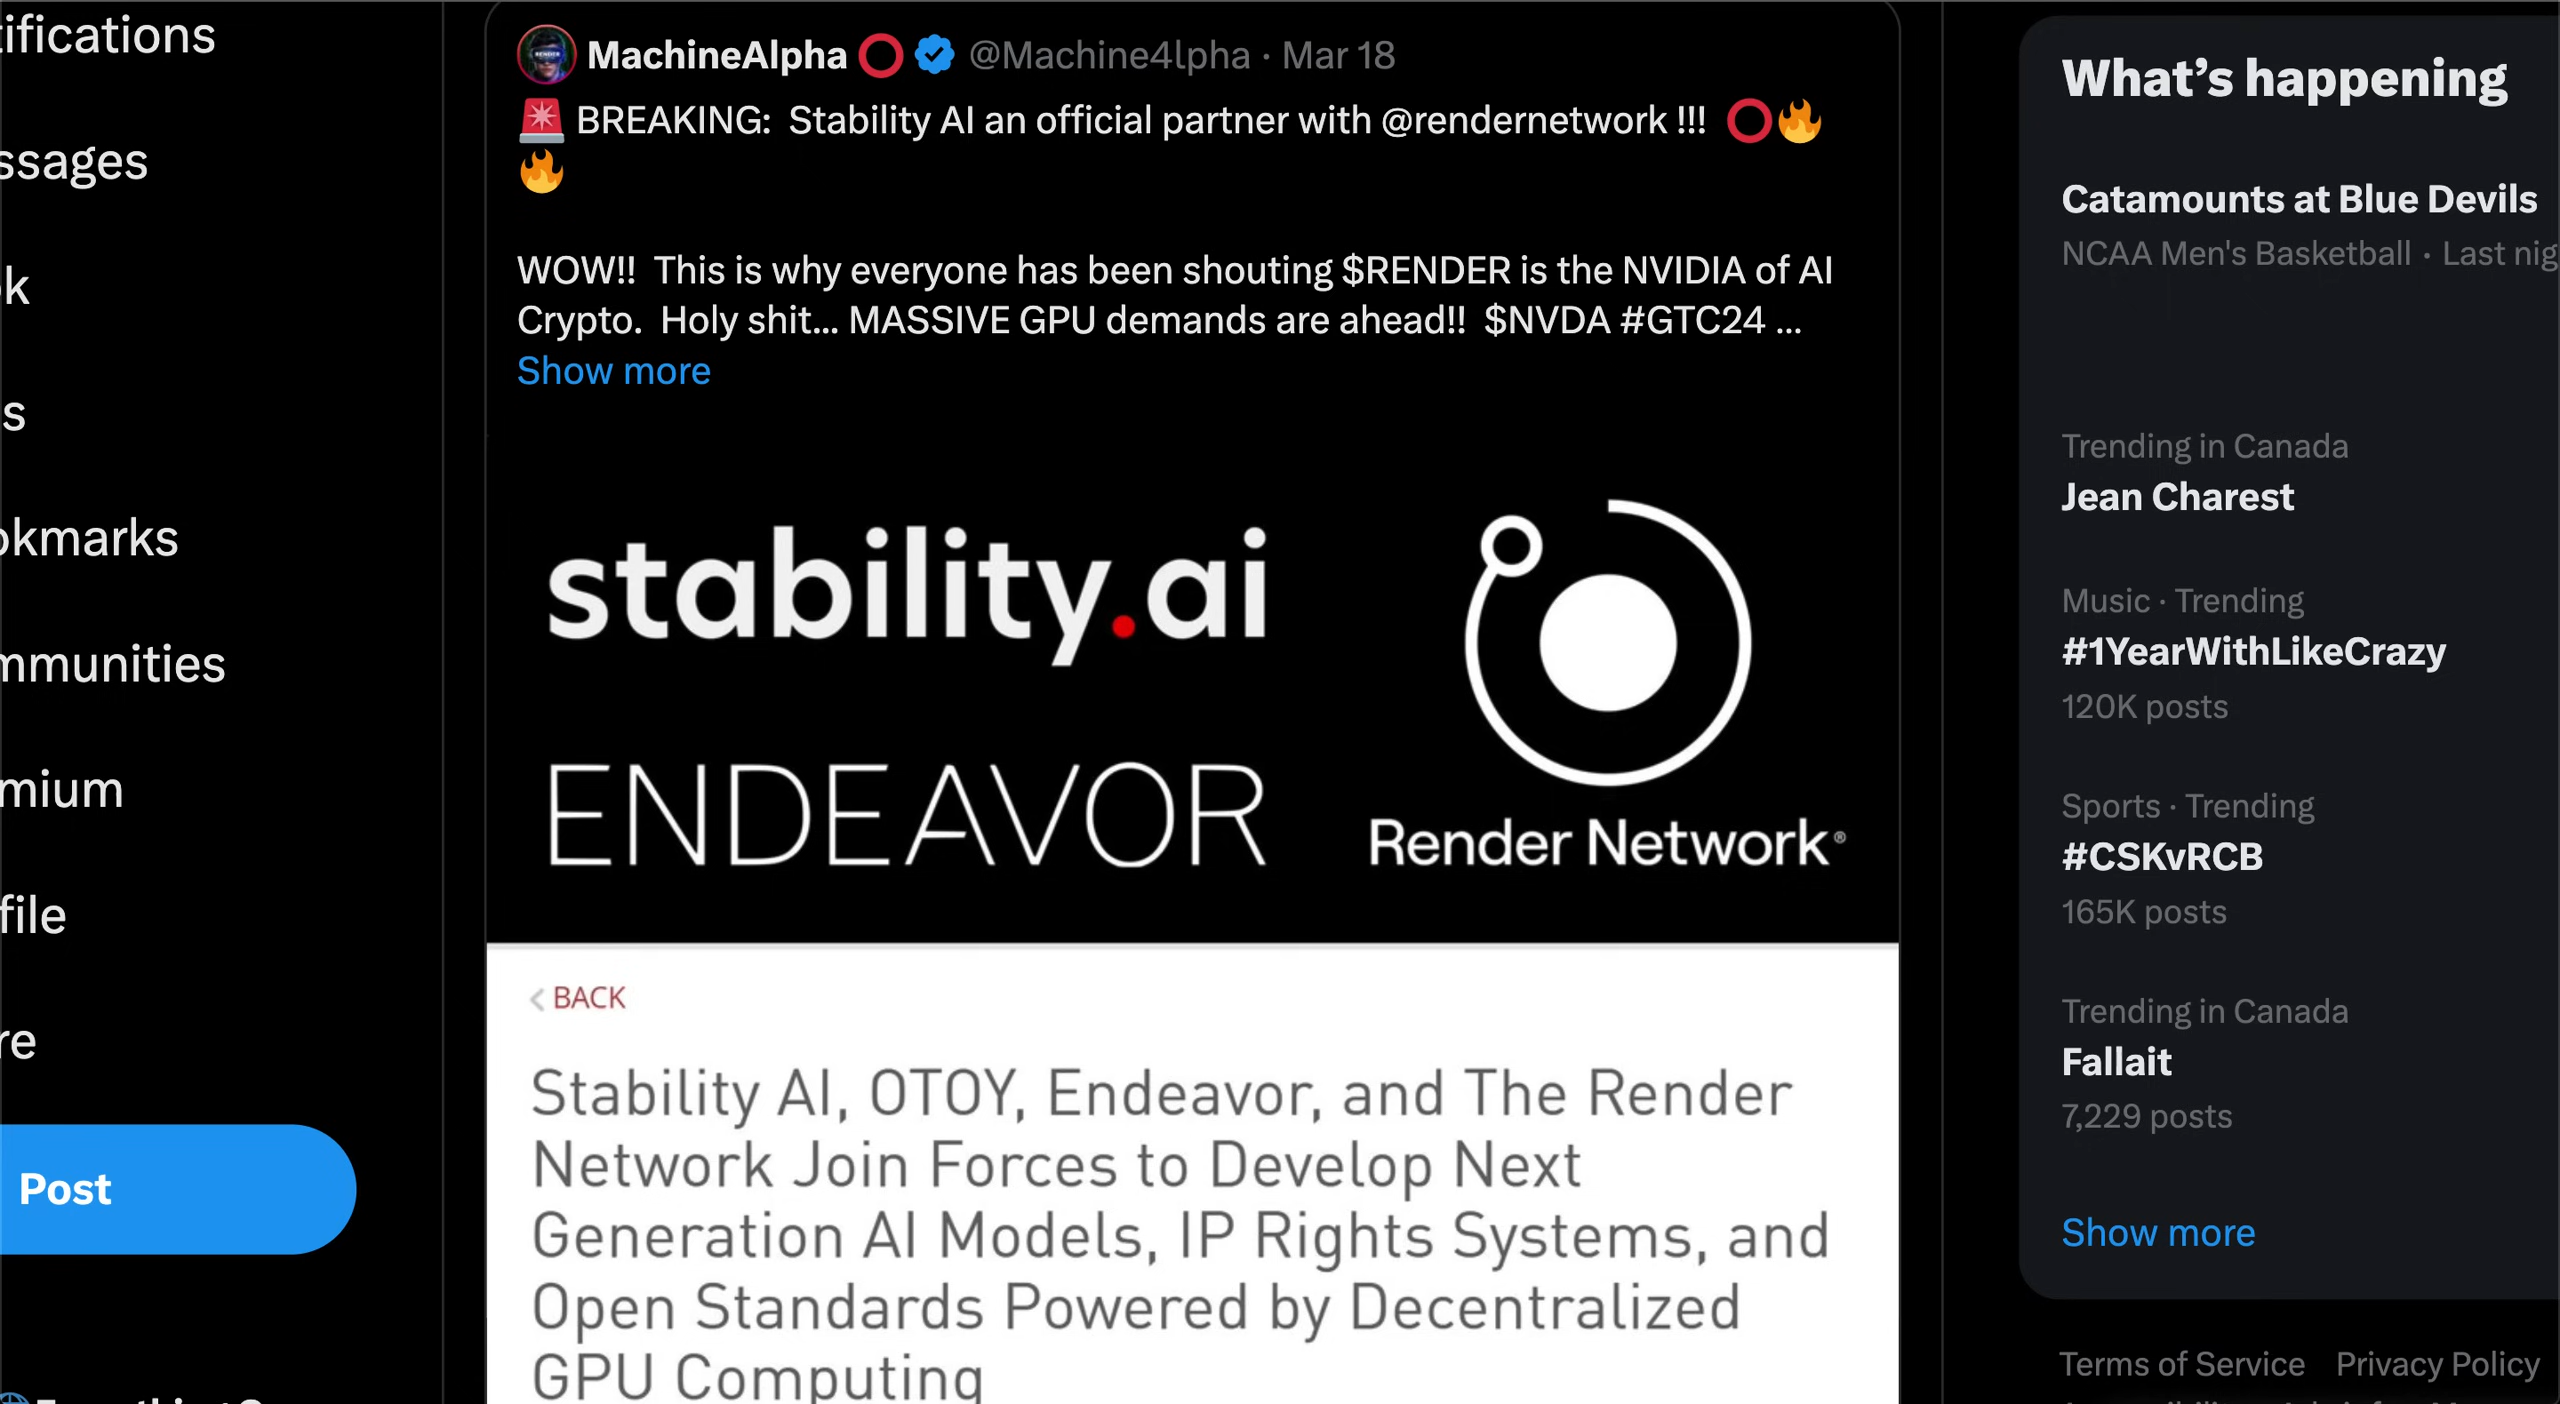 tifications
ssages
k
s
okmarks
mmunities
mium
file
re
Post
MachineAlpha ⭕ @Machine4lpha · Mar 18
🚨 BREAKING: Stability AI an official partner with @rendernetwork !!! ⭕🔥
🔥
WOW!! This is why everyone has been shouting $RENDER is the NVIDIA of AI
Crypto. Holy shit... MASSIVE GPU demands are ahead!! $NVDA #GTC24 ...
Show more
stability.ai
ENDEAVOR
Render Network®
BACK
Stability AI, OTOY, Endeavor, and The Render
Network Join Forces to Develop Next
Generation AI Models, IP Rights Systems, and
Open Standards Powered by Decentralized
GPU Computing
What's happening
Catamounts at Blue Devils
NCAA Men's Basketball · Last nig
Trending in Canada
Jean Charest
Music · Trending
#1YearWithLikeCrazy
120K posts
Sports · Trending
#CSKvRCB
165K posts
Trending in Canada
Fallait
7,229 posts
Show more
Terms of Service Privacy Policy